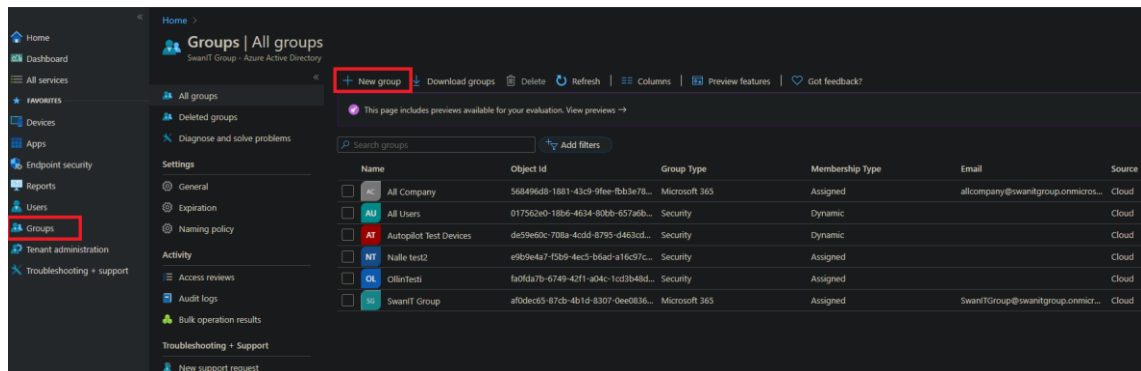 Home >
Home
Dashboard
All services
FAVORITES
Devices
Apps
Endpoint security
Reports
Users
Groups
Tenant administration
Troubleshooting + support
Groups | All groups
SwanIT Group - Azure Active Directory
All groups
Deleted groups
Diagnose and solve problems
Settings
General
Expiration
Naming policy
Activity
Access reviews
Audit logs
Bulk operation results
Troubleshooting + Support
New support request
New group Download groups Delete Refresh Columns Preview features Got feedback?
This page includes previews available for your evaluation. View previews →
Search groups Add filters
Name Object Id Group Type Membership Type Email Source
AC All Company 568496d8-1881-43c9-9fee-fbb3e78... Microsoft 365 Assigned allcompany@swanitgroup.onmicros... Cloud
AU All Users 017562e0-18b6-4634-80bb-657a6b... Security Dynamic Cloud
AT Autopilot Test Devices de59e60c-708a-4cdd-8795-d463cd... Security Dynamic Cloud
NT Nalle test2 e9b9e4a7-f5b9-4ec5-b6ad-a16c97c... Security Assigned Cloud
OL OllinTesti fa0fda7b-6749-42f1-a04c-1cd3b48d... Security Assigned Cloud
SG SwanIT Group af0dec65-87cb-4b1d-8307-0ee0836... Microsoft 365 Assigned SwanITGroup@swanitgroup.onmicr... Cloud